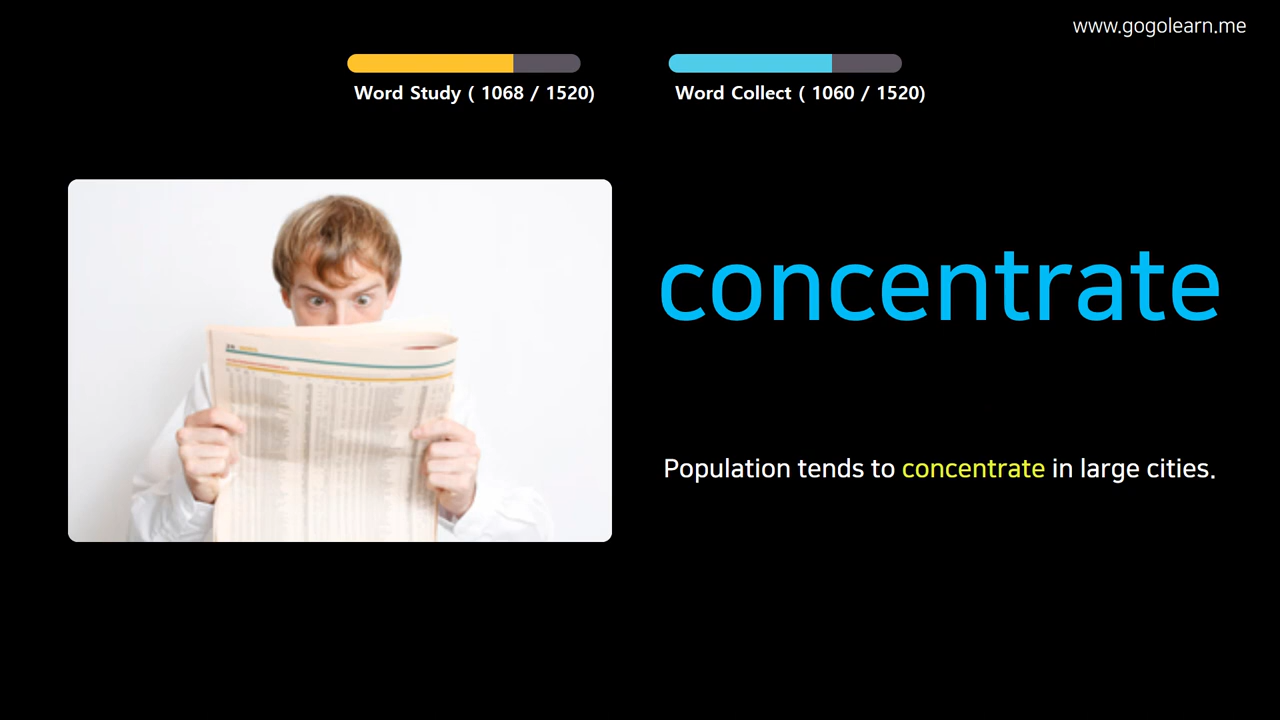 www.gogolearn.me
Word Study ( 1068 / 1520)
Word Collect ( 1060 / 1520)
concentrate
Population tends to concentrate in large cities.